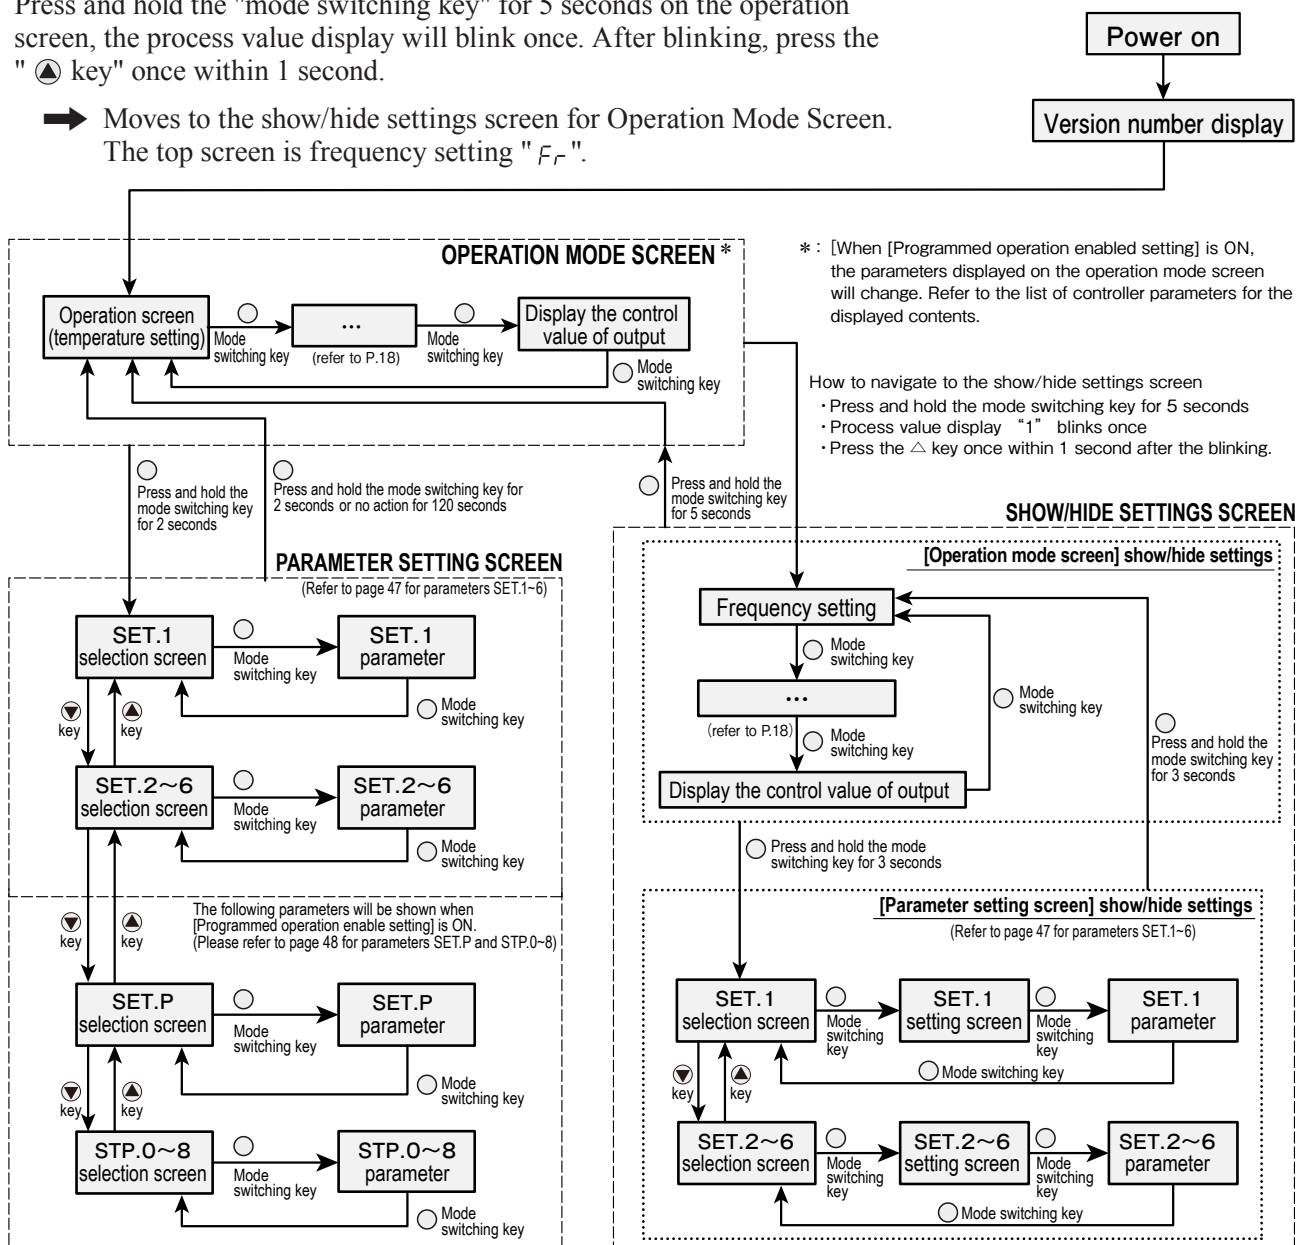 Press and hold the "mode switching key" for 5 seconds on the operation
screen, the process value display will blink once. After blinking, press the
" ▲ key" once within 1 second.
➡ Moves to the show/hide settings screen for Operation Mode Screen.
The top screen is frequency setting " Fr ".
Power on
Version number display
OPERATION MODE SCREEN *
Operation screen
(temperature setting)
Mode
switching key
...
(refer to P.18)
Mode
switching key
Display the control
value of output
Mode
switching key
* : [When [Programmed operation enabled setting] is ON,
the parameters displayed on the operation mode screen
will change. Refer to the list of controller parameters for the
displayed contents.
How to navigate to the show/hide settings screen
・Press and hold the mode switching key for 5 seconds
・Process value display “1” blinks once
・Press the △ key once within 1 second after the blinking.
Press and hold the
mode switching key
for 2 seconds
Press and hold the mode switching key for
2 seconds or no action for 120 seconds
Press and hold the
mode switching key
for 5 seconds
PARAMETER SETTING SCREEN
(Refer to page 47 for parameters SET.1~6)
SET.1
selection screen
Mode
switching key
SET.1
parameter
Mode
switching key
▼
key
▲
key
SET.2~6
selection screen
Mode
switching key
SET.2~6
parameter
Mode
switching key
The following parameters will be shown when
[Programmed operation enable setting] is ON.
(Please refer to page 48 for parameters SET.P and STP.0~8)
▼
key
▲
key
SET.P
selection screen
Mode
switching key
SET.P
parameter
Mode
switching key
▼
key
▲
key
STP.0~8
selection screen
Mode
switching key
STP.0~8
parameter
Mode
switching key
SHOW/HIDE SETTINGS SCREEN
[Operation mode screen] show/hide settings
Frequency setting
Mode
switching key
...
(refer to P.18)
Mode
switching key
Display the control value of output
Mode
switching key
Press and hold the
mode switching key
for 3 seconds
Press and hold the mode
switching key for 3 seconds
[Parameter setting screen] show/hide settings
(Refer to page 47 for parameters SET.1~6)
SET.1
selection screen
Mode
switching
key
SET.1
setting screen
Mode
switching
key
SET.1
parameter
Mode switching key
▼
key
▲
key
SET.2~6
selection screen
Mode
switching
key
SET.2~6
setting screen
Mode
switching
key
SET.2~6
parameter
Mode switching key